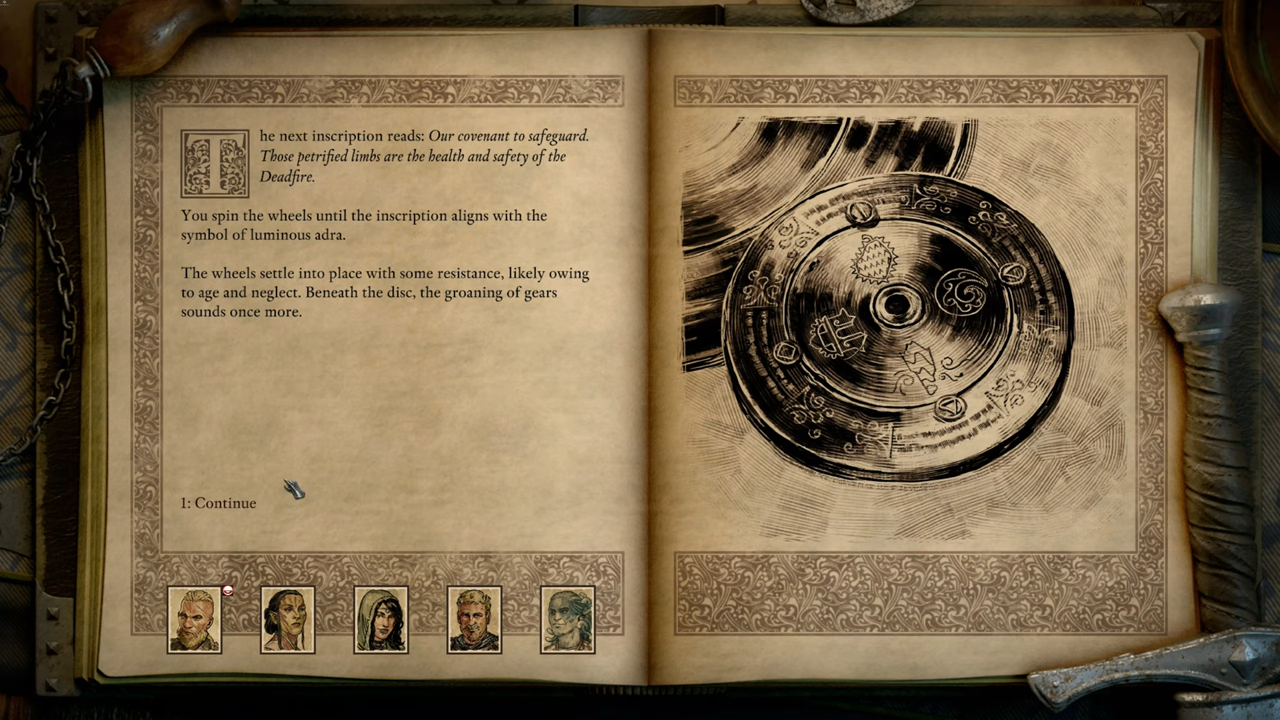 The next inscription reads: Our covenant to safeguard.
Those petrified limbs are the health and safety of the
Deadfire.
You spin the wheels until the inscription aligns with the
symbol of luminous adra.
The wheels settle into place with some resistance, likely owing
to age and neglect. Beneath the disc, the groaning of gears
sounds once more.
1: Continue